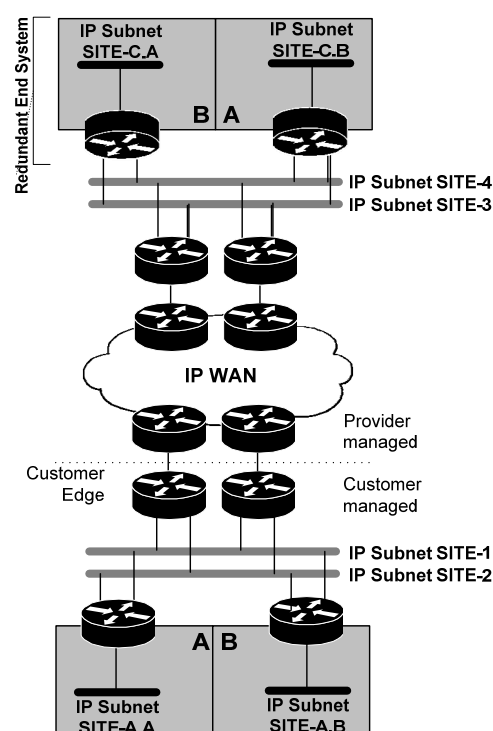 Redundant End System
IP Subnet
SITE-C.A
IP Subnet
SITE-C.B
B
A
IP Subnet SITE-4
IP Subnet SITE-3
IP WAN
Provider
managed
Customer
Edge
Customer
managed
IP Subnet SITE-1
IP Subnet SITE-2
A
B
IP Subnet
SITE-A.A
IP Subnet
SITE-A.B